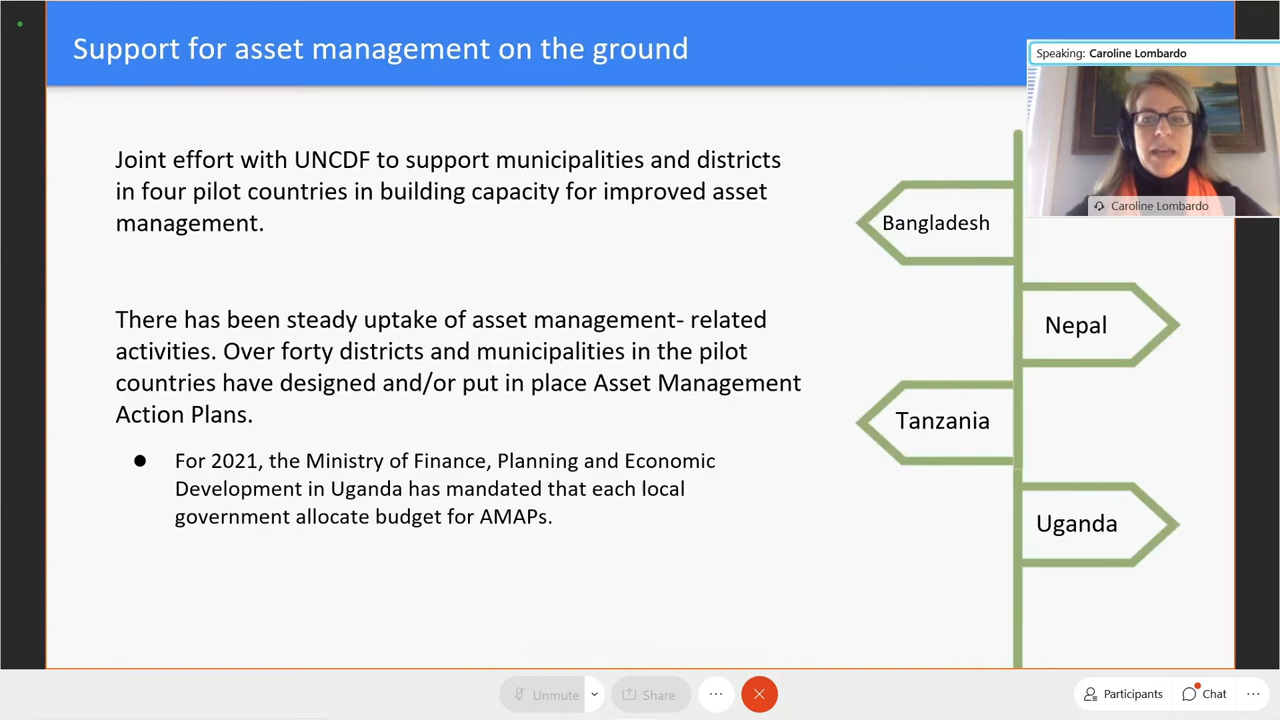 Support for asset management on the ground
Speaking: Caroline Lombardo
Caroline Lombardo
Joint effort with UNCDF to support municipalities and districts
in four pilot countries in building capacity for improved asset
management.
There has been steady uptake of asset management- related
activities. Over forty districts and municipalities in the pilot
countries have designed and/or put in place Asset Management
Action Plans.
● For 2021, the Ministry of Finance, Planning and Economic
Development in Uganda has mandated that each local
government allocate budget for AMAPs.
Bangladesh
Nepal
Tanzania
Uganda
Unmute
Share
Participants
Chat